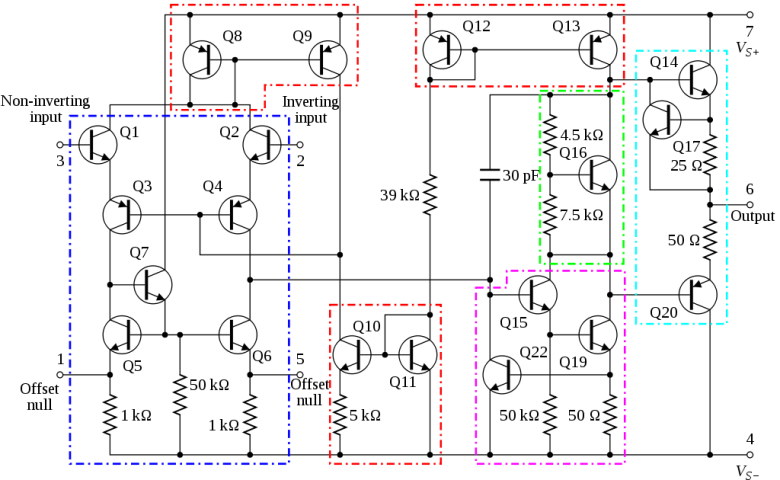 Q8
Q9
Q12
Q13
Q14
7
V_S+
Non-inverting
input
3
Q1
Q2
Inverting
input
2
Q17
25 Ω
4.5 kΩ
Q16
30 pF
Q3
Q4
39 kΩ
7.5 kΩ
6
Output
50 Ω
Q7
Q15
Q20
1
Offset
null
Q5
Q6
5
Offset
null
Q10
Q11
Q22
Q19
1 kΩ
50 kΩ
1 kΩ
5 kΩ
50 kΩ
50 Ω
4
V_S−